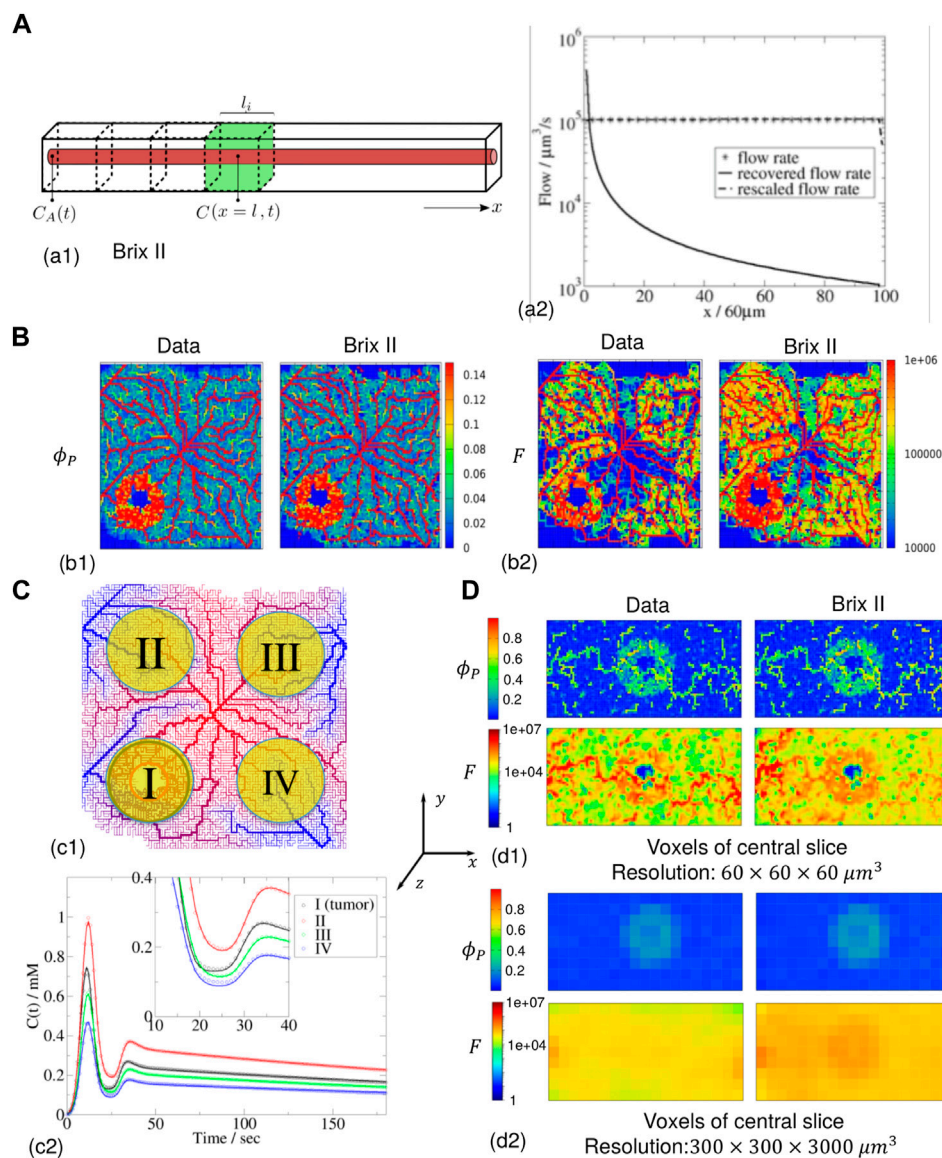 A
l_i
C_A(t)
C(x = l, t)
x
(a1)
Brix II
10^6
10^5
10^4
10^3
Flow / μm^3/s
flow rate
recovered flow rate
rescaled flow rate
0 20 40 60 80 100
x / 60μm
(a2)
B
Data
Brix II
ϕ_P
0.14
0.12
0.1
0.08
0.06
0.04
0.02
0
(b1)
Data
Brix II
F
1e+06
100000
10000
(b2)
C
I
II
III
IV
(c1)
y
x
z
C(t) / mM
1
0.8
0.6
0.4
0.2
0
0 50 100 150
Time / sec
0.4
0.2
0
10 20 30 40
I (tumor)
II
III
IV
(c2)
D
Data
Brix II
ϕ_P
0.8
0.6
0.4
0.2
F
1e+07
1e+04
1
(d1)
Voxels of central slice
Resolution: 60 × 60 × 60 μm^3
ϕ_P
0.8
0.6
0.4
0.2
F
1e+07
1e+04
1
(d2)
Voxels of central slice
Resolution:300 × 300 × 3000 μm^3